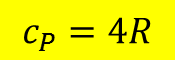 c_P = 4R